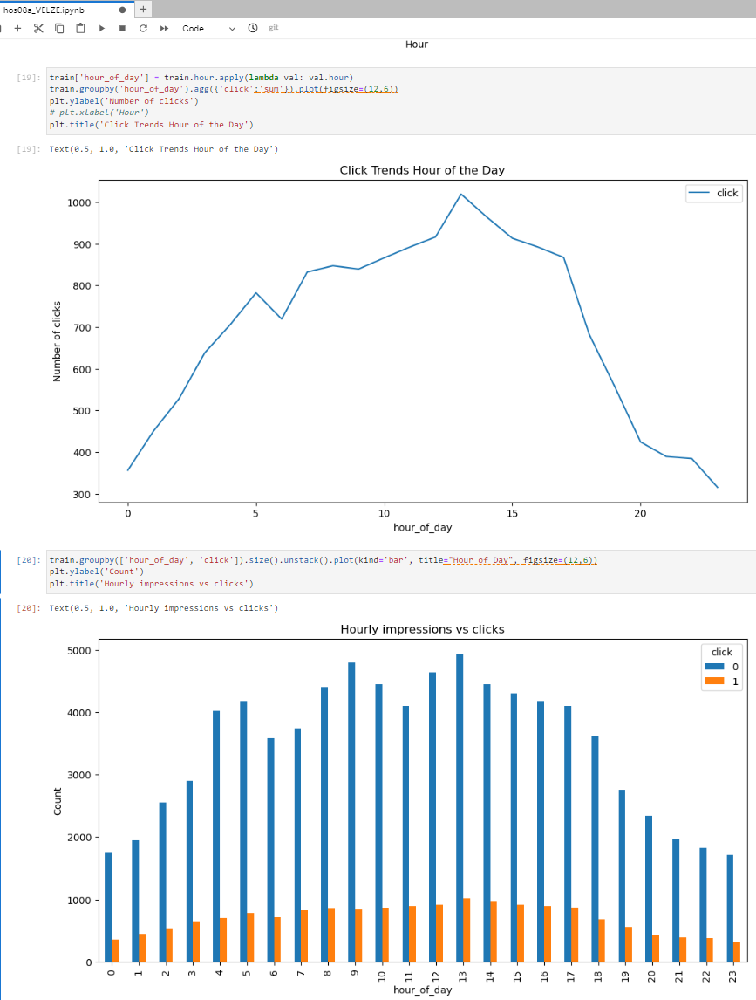 hos08a_VELZE.ipynb
Code
git
Hour
[19]: train['hour_of_day'] = train.hour.apply(lambda val: val.hour)
train.groupby('hour_of_day').agg({'click':'sum'}).plot(figsize=(12,6))
plt.ylabel('Number of clicks')
# plt.xlabel('Hour')
plt.title('Click Trends Hour of the Day')
[19]: Text(0.5, 1.0, 'Click Trends Hour of the Day')
Click Trends Hour of the Day
click
1000
900
800
700
600
500
400
300
Number of clicks
0 5 10 15 20
hour_of_day
[20]: train.groupby(['hour_of_day', 'click']).size().unstack().plot(kind='bar', title="Hour of Day", figsize=(12,6))
plt.ylabel('Count')
plt.title('Hourly impressions vs clicks')
[20]: Text(0.5, 1.0, 'Hourly impressions vs clicks')
Hourly impressions vs clicks
click
0
1
5000
4000
3000
2000
1000
0
Count
0 1 2 3 4 5 6 7 8 9 10 11 12 13 14 15 16 17 18 19 20 21 22 23
hour_of_day